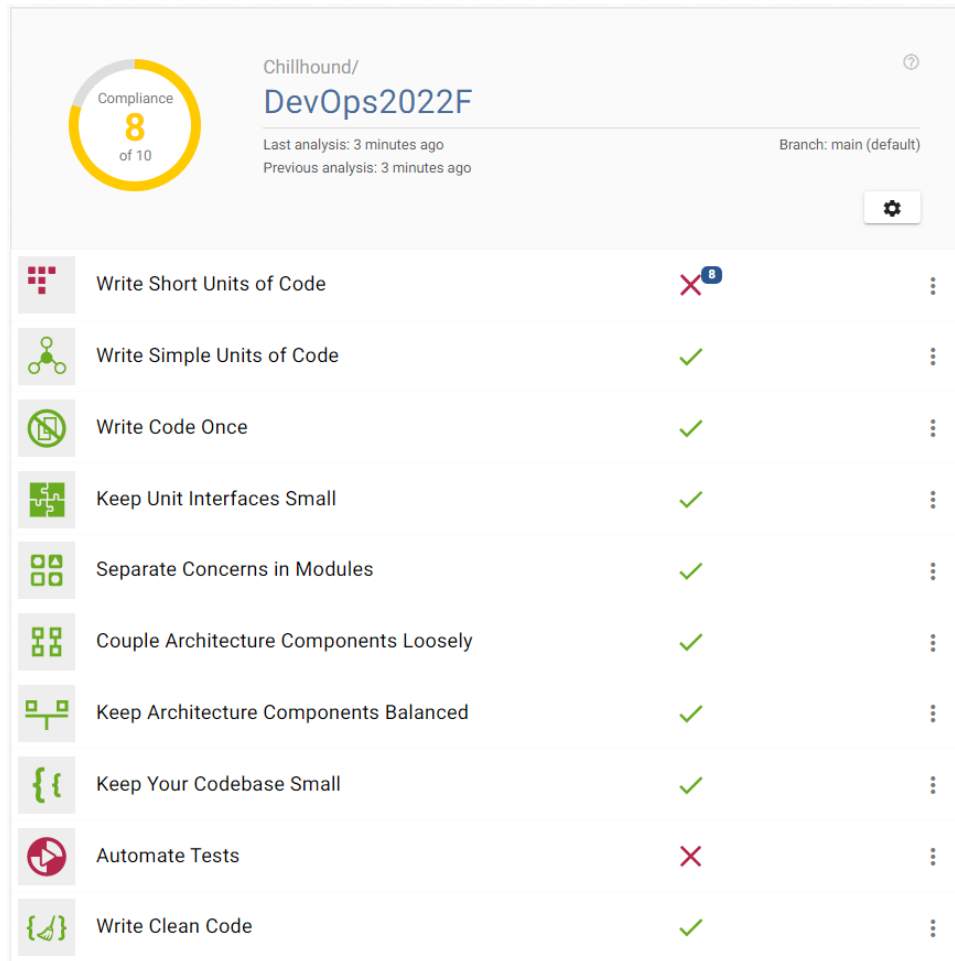 Compliance
8
of 10
Chillhound/
DevOps2022F
Last analysis: 3 minutes ago
Branch: main (default)
Previous analysis: 3 minutes ago
Write Short Units of Code
8
Write Simple Units of Code
Write Code Once
Keep Unit Interfaces Small
Separate Concerns in Modules
Couple Architecture Components Loosely
Keep Architecture Components Balanced
Keep Your Codebase Small
Automate Tests
Write Clean Code